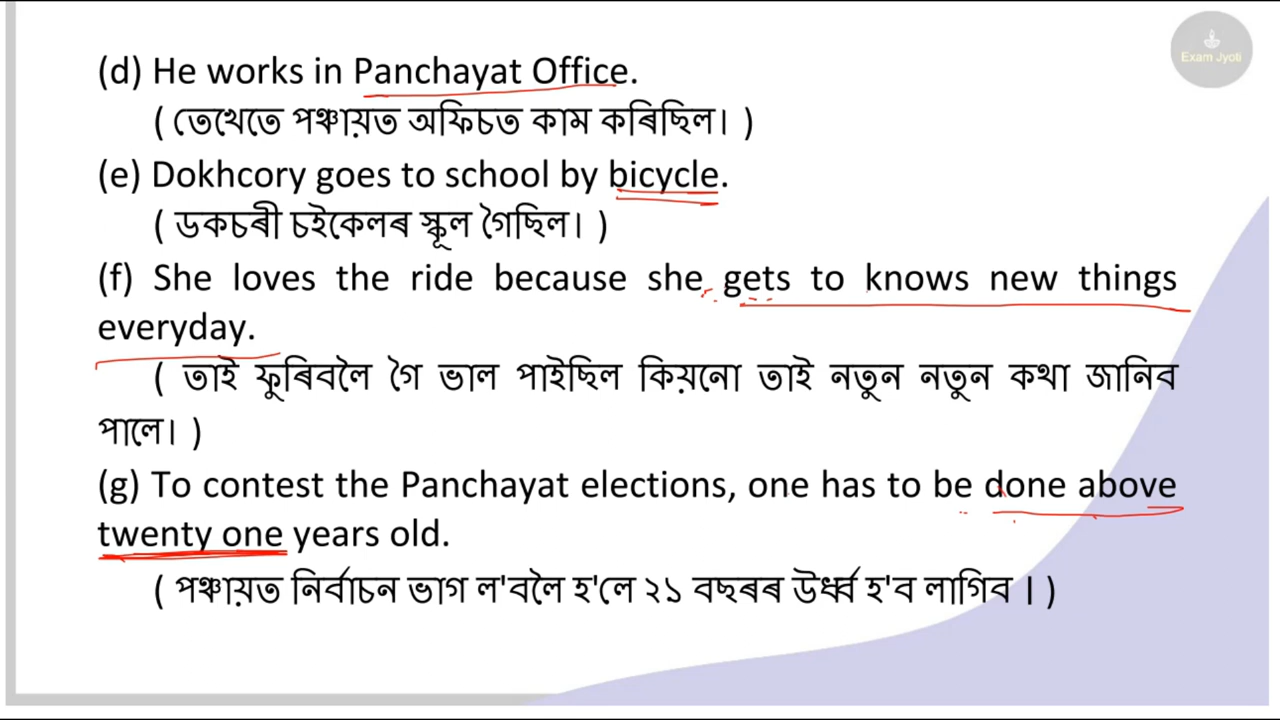 Exam Jyoti
(d) He works in Panchayat Office.
( তেখেতে পঞ্চায়ত অফিচত কাম কৰিছিল। )
(e) Dokhcory goes to school by bicycle.
( ডকচৰী চইকেলৰ স্কূল গৈছিল। )
(f) She loves the ride because she gets to knows new things
everyday.
( তাই ফুৰিবলৈ গৈ ভাল পাইছিল কিয়নো তাই নতুন নতুন কথা জানিব
পালে। )
(g) To contest the Panchayat elections, one has to be done above
twenty one years old.
( পঞ্চায়ত নিৰ্বাচন ভাগ ল'বলৈ হ'লে ২১ বছৰৰ উৰ্ধ্ব হ'ব লাগিব । )